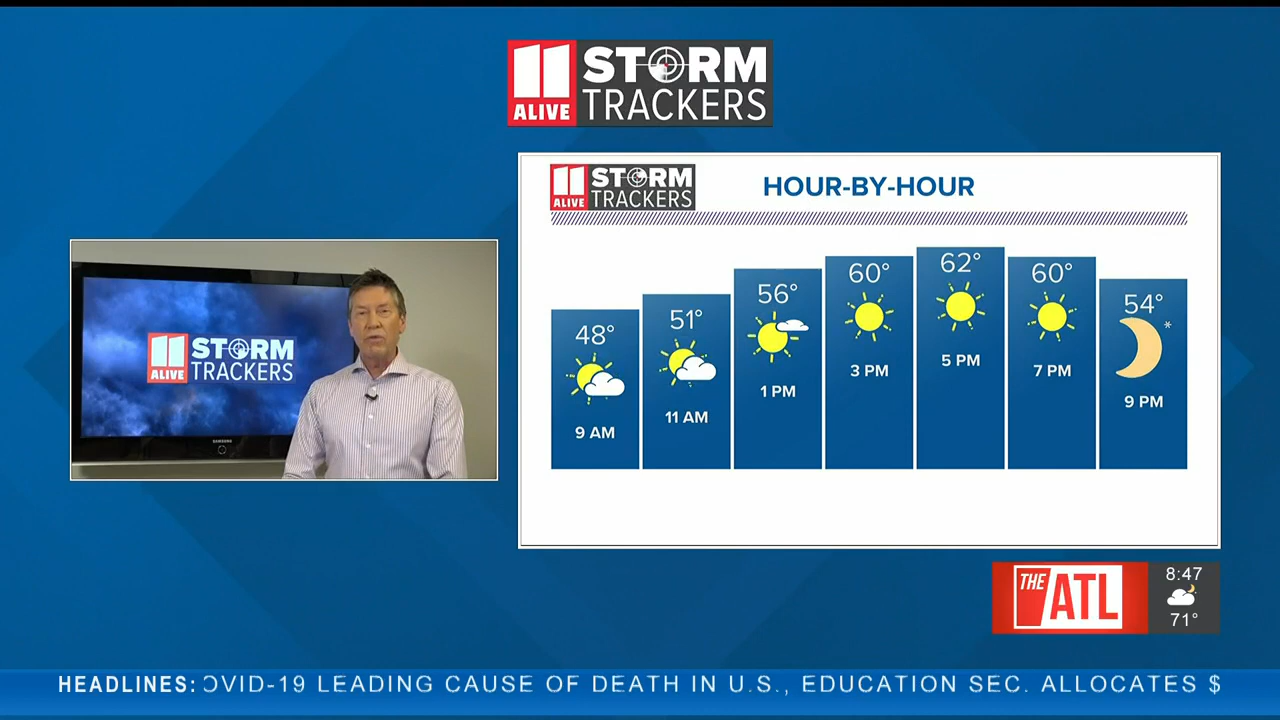 11 ALIVE STORM TRACKERS
11 ALIVE STORM TRACKERS
HOUR-BY-HOUR
48°
51°
56°
60°
62°
60°
54°
*
9 AM
11 AM
1 PM
3 PM
5 PM
7 PM
9 PM
11 ALIVE STORM TRACKERS
SAMSUNG
THE ATL
8:47
71°
HEADLINES: OVID-19 LEADING CAUSE OF DEATH IN U.S., EDUCATION SEC. ALLOCATES $